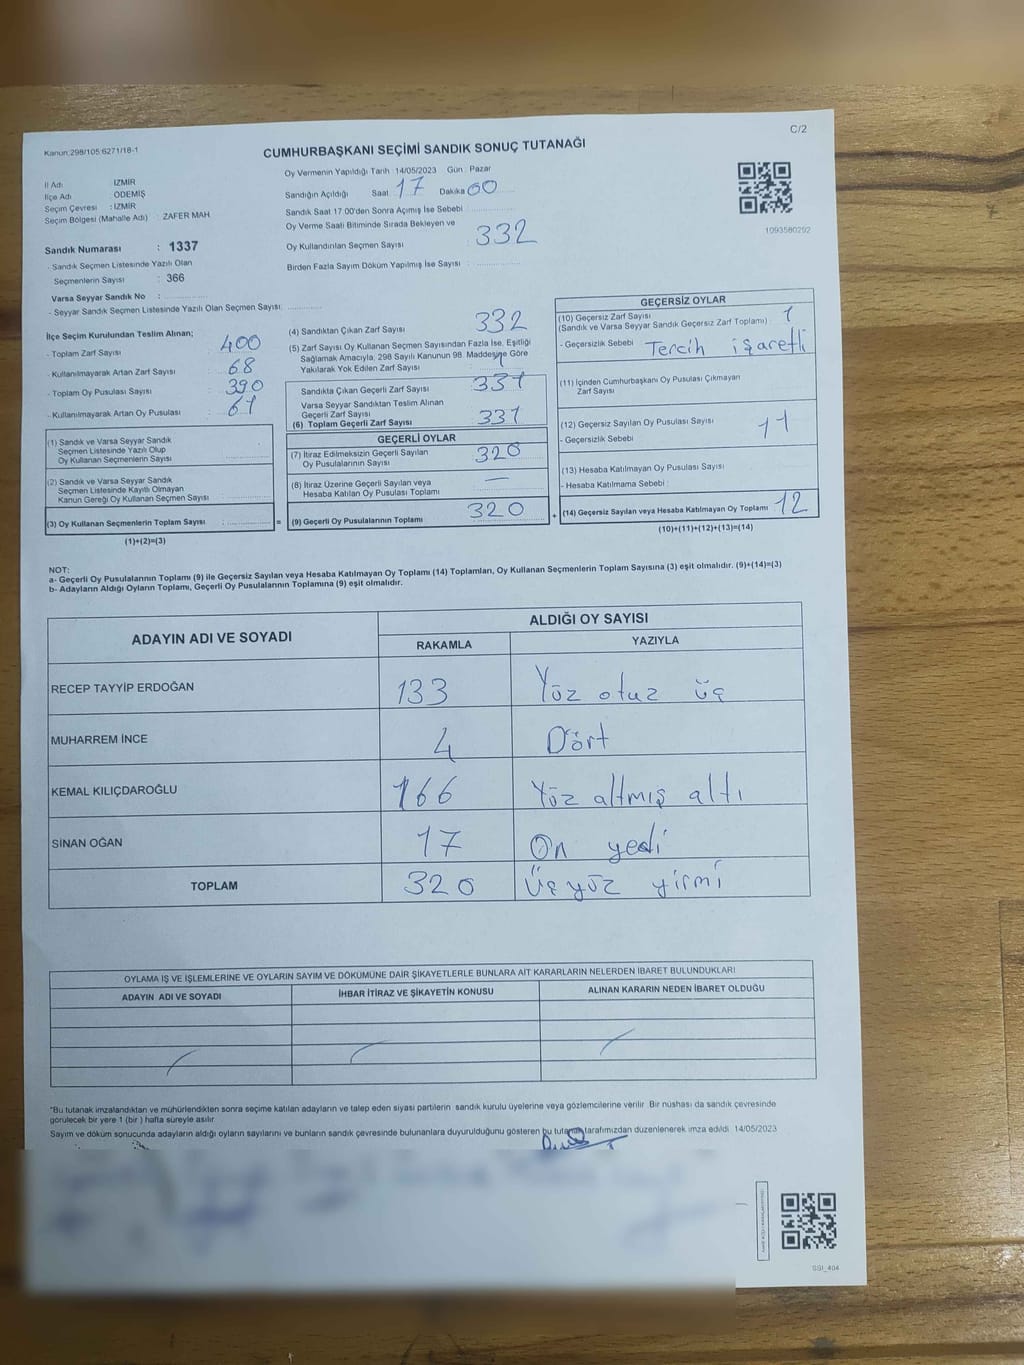 C/2
Kanun:298/105 6271/18-1
CUMHURBAŞKANI SEÇİMİ SANDIK SONUÇ TUTANAĞI
İl Adı İZMİR
İlçe Adı ÖDEMİŞ
Seçim Çevresi : İZMİR
Seçim Bölgesi (Mahalle Adı) : ZAFER MAH.
Sandık Numarası : 1337
- Sandık Seçmen Listesinde Yazılı Olan
Seçmenlerin Sayısı : 366
Varsa Seyyar Sandık No :
- Seyyar Sandık Seçmen Listesinde Yazılı Olan Seçmen Sayısı:
Oy Vermenin Yapıldığı Tarih 14/05/2023 Gün : Pazar
Sandığın Açıldığı Saat 17 Dakika 00
Sandık Saat 17.00'den Sonra Açılmış İse Sebebi
Oy Verme Saati Bitiminde Sırada Bekleyen ve
Oy Kullandırılan Seçmen Sayısı : 332
Birden Fazla Sayım Döküm Yapılmış İse Sayısı :
1093580292
İlçe Seçim Kurulundan Teslim Alınan;
- Toplam Zarf Sayısı : 400
- Kullanılmayarak Artan Zarf Sayısı : 68
- Toplam Oy Pusulası Sayısı : 390
- Kullanılmayarak Artan Oy Pusulası : 61
(1) Sandık ve Varsa Seyyar Sandık
Seçmen Listesinde Yazılı Olup
Oy Kullanan Seçmenlerin Sayısı
(2) Sandık ve Varsa Seyyar Sandık
Seçmen Listesinde Kayıtlı Olmayan
Kanun Gereği Oy Kullanan Seçmen Sayısı
(3) Oy Kullanan Seçmenlerin Toplam Sayısı : =
(1)+(2)=(3)
(4) Sandıktan Çıkan Zarf Sayısı : 332
(5) Zarf Sayısı Oy Kullanan Seçmen Sayısından Fazla İse, Eşitliği
Sağlamak Amacıyla, 298 Sayılı Kanunun 98. Maddesine Göre
Yakılarak Yok Edilen Zarf Sayısı :
Sandıkta Çıkan Geçerli Zarf Sayısı : 331
Varsa Seyyar Sandıktan Teslim Alınan
Geçerli Zarf Sayısı
(6) Toplam Geçerli Zarf Sayısı : 331
GEÇERLİ OYLAR
(7) İtiraz Edilmeksizin Geçerli Sayılan
Oy Pusulalarının Sayısı : 320
(8) İtiraz Üzerine Geçerli Sayılan veya
Hesaba Katılan Oy Pusulası Toplamı : —
(9) Geçerli Oy Pusulalarının Toplamı : 320 +
GEÇERSİZ OYLAR
(10) Geçersiz Zarf Sayısı
(Sandık ve Varsa Seyyar Sandık Geçersiz Zarf Toplamı) : 1
- Geçersizlik Sebebi : Tercih işaretli
(11) İçinden Cumhurbaşkanı Oy Pusulası Çıkmayan
Zarf Sayısı
(12) Geçersiz Sayılan Oy Pusulası Sayısı : 11
- Geçersizlik Sebebi
(13) Hesaba Katılmayan Oy Pusulası Sayısı
- Hesaba Katılmama Sebebi :
(14) Geçersiz Sayılan veya Hesaba Katılmayan Oy Toplamı : 12
(10)+(11)+(12)+(13)=(14)
NOT:
a- Geçerli Oy Pusulalarının Toplamı (9) ile Geçersiz Sayılan veya Hesaba Katılmayan Oy Toplamı (14) Toplamları, Oy Kullanan Seçmenlerin Toplam Sayısına (3) eşit olmalıdır. (9)+(14)=(3)
b- Adayların Aldığı Oyların Toplamı, Geçerli Oy Pusulalarının Toplamına (9) eşit olmalıdır.
ADAYIN ADI VE SOYADI ALDIĞI OY SAYISI
RAKAMLA YAZIYLA
RECEP TAYYİP ERDOĞAN 133 Yüz otuz üç
MUHARREM İNCE 4 Dört
KEMAL KILIÇDAROĞLU 166 Yüz altmış altı
SİNAN OĞAN 17 On yedi
TOPLAM 320 Üç yüz yirmi
OYLAMA İŞ VE İŞLEMLERİNE VE OYLARIN SAYIM VE DÖKÜMÜNE DAİR ŞİKAYETLERLE BUNLARA AİT KARARLARIN NELERDEN İBARET BULUNDUKLARI
ADAYIN ADI VE SOYADI İHBAR İTİRAZ VE ŞİKAYETİN KONUSU ALINAN KARARIN NEDEN İBARET OLDUĞU
*Bu tutanak imzalandıktan ve mühürlendikten sonra seçime katılan adayların ve talep eden siyasi partilerin sandık kurulu üyelerine veya gözlemcilerine verilir. Bir nüshası da sandık çevresinde
görülecek bir yere 1 (bir) hafta süreyle asılır.
Sayım ve döküm sonucunda adayların aldığı oyların sayılarını ve bunların sandık çevresinde bulunanlara duyurulduğunu gösteren bu tutanak tarafımızdan düzenlenerek imza edildi. 14/05/2023
SSI_404